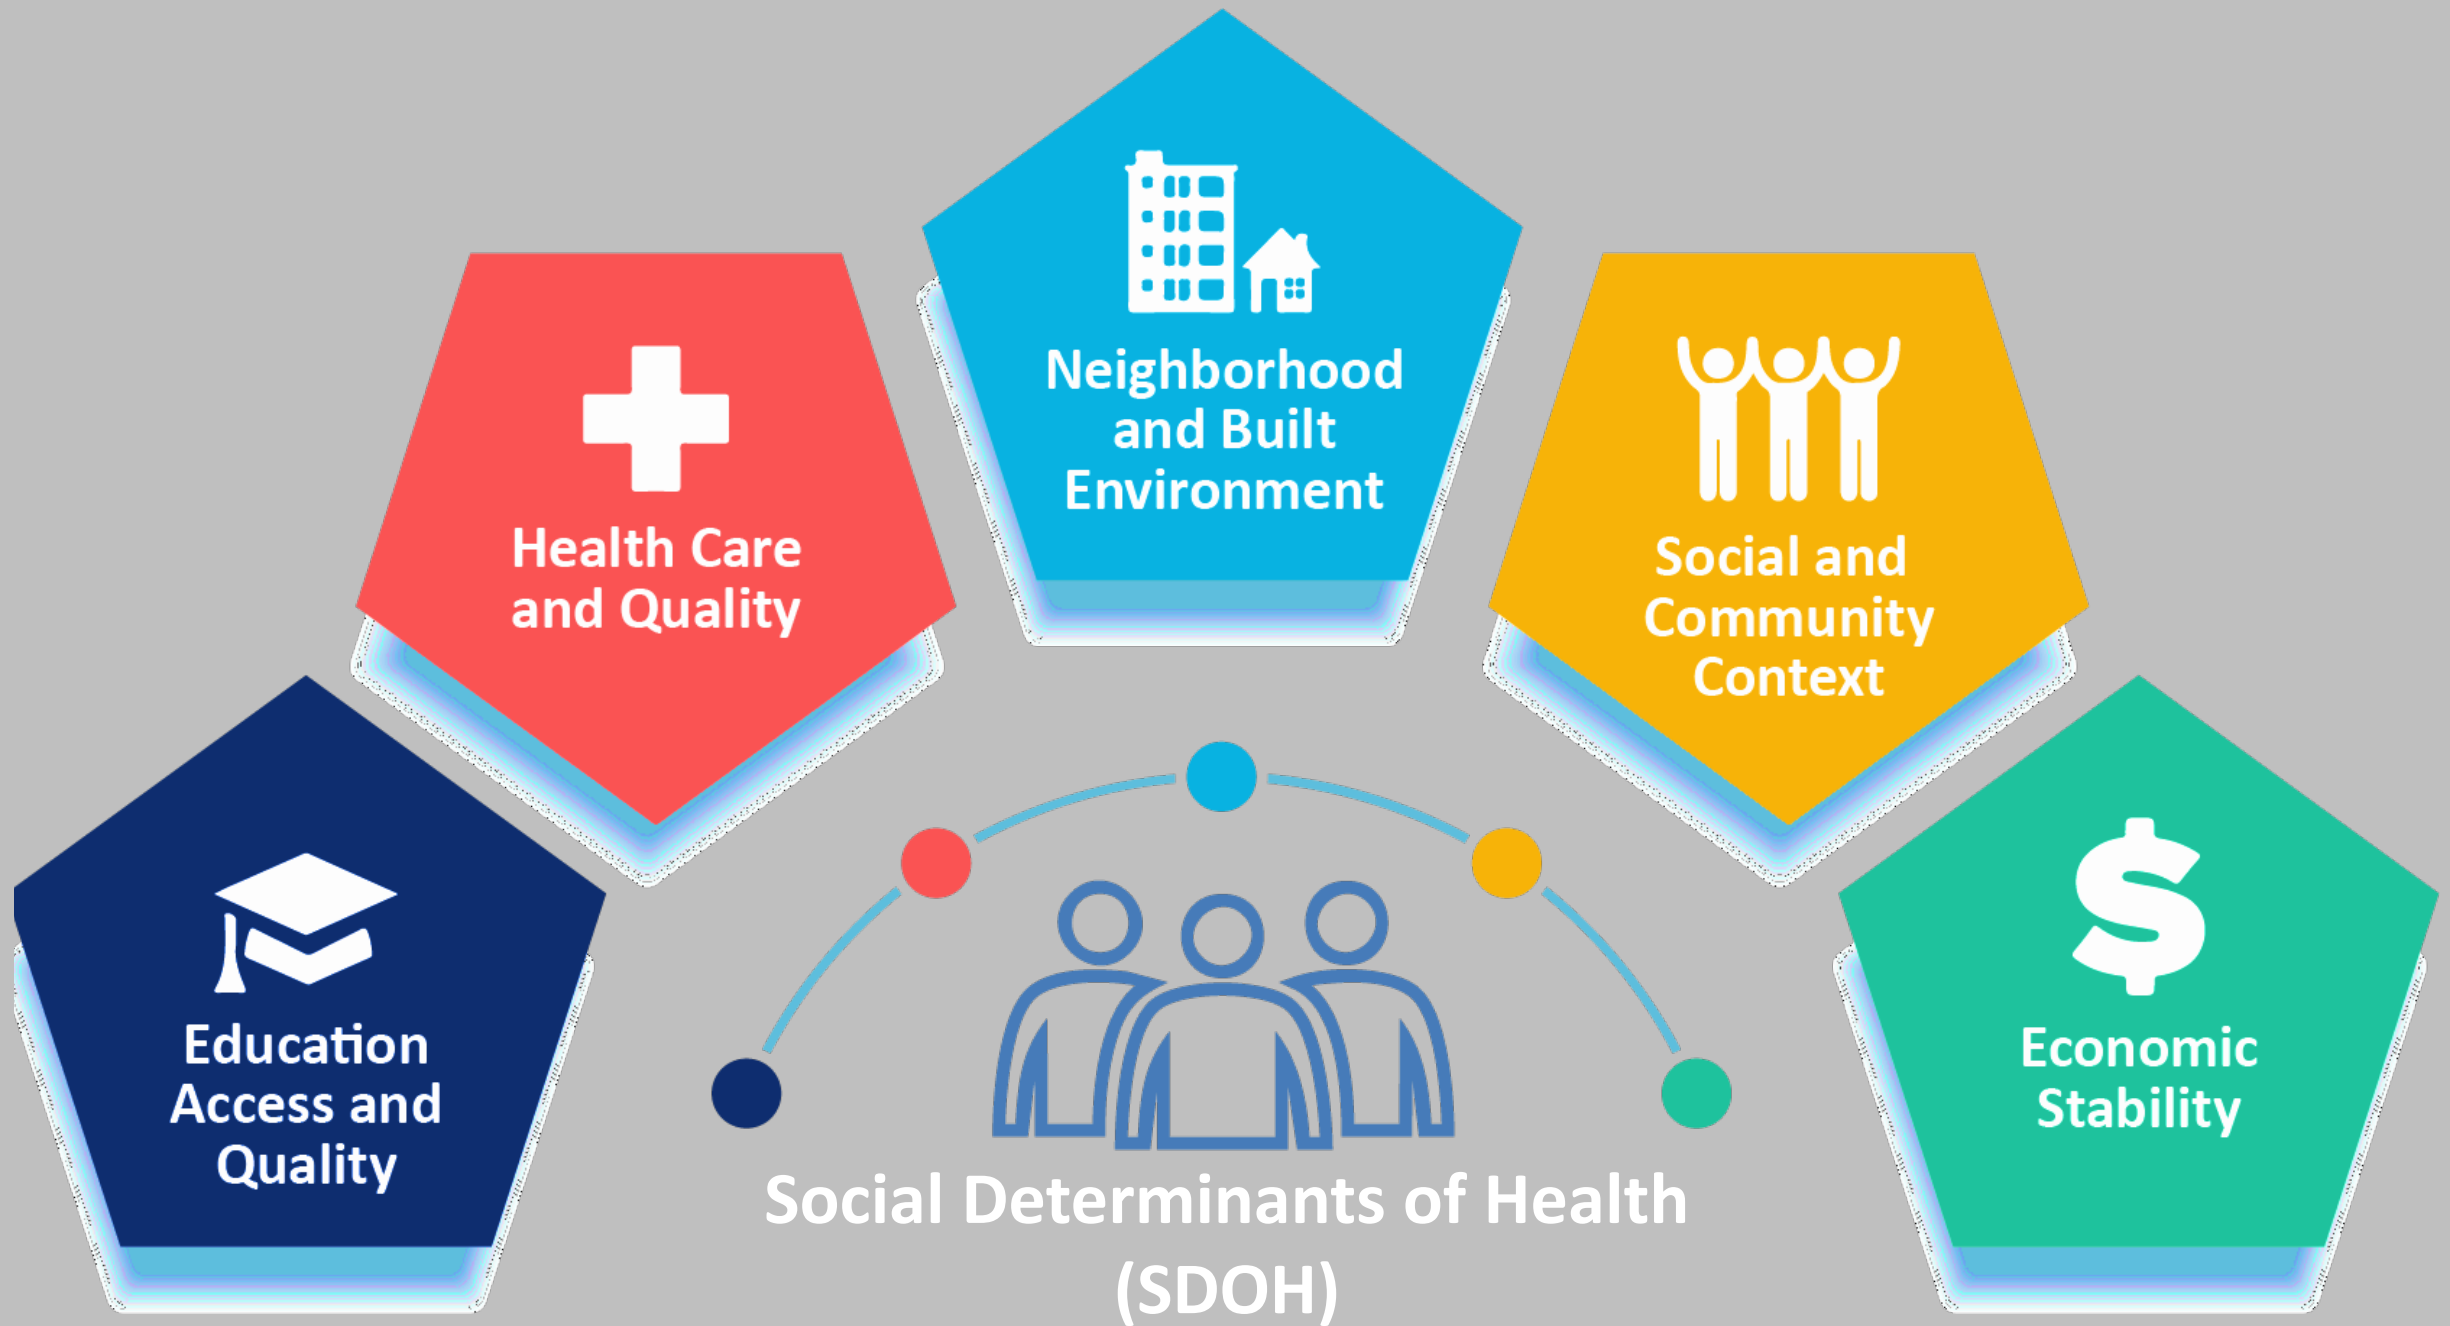 Neighborhood
and Built
Environment
Health Care
and Quality
Social and
Community
Context
Education
Access and
Quality
Economic
Stability
Social Determinants of Health
(SDOH)